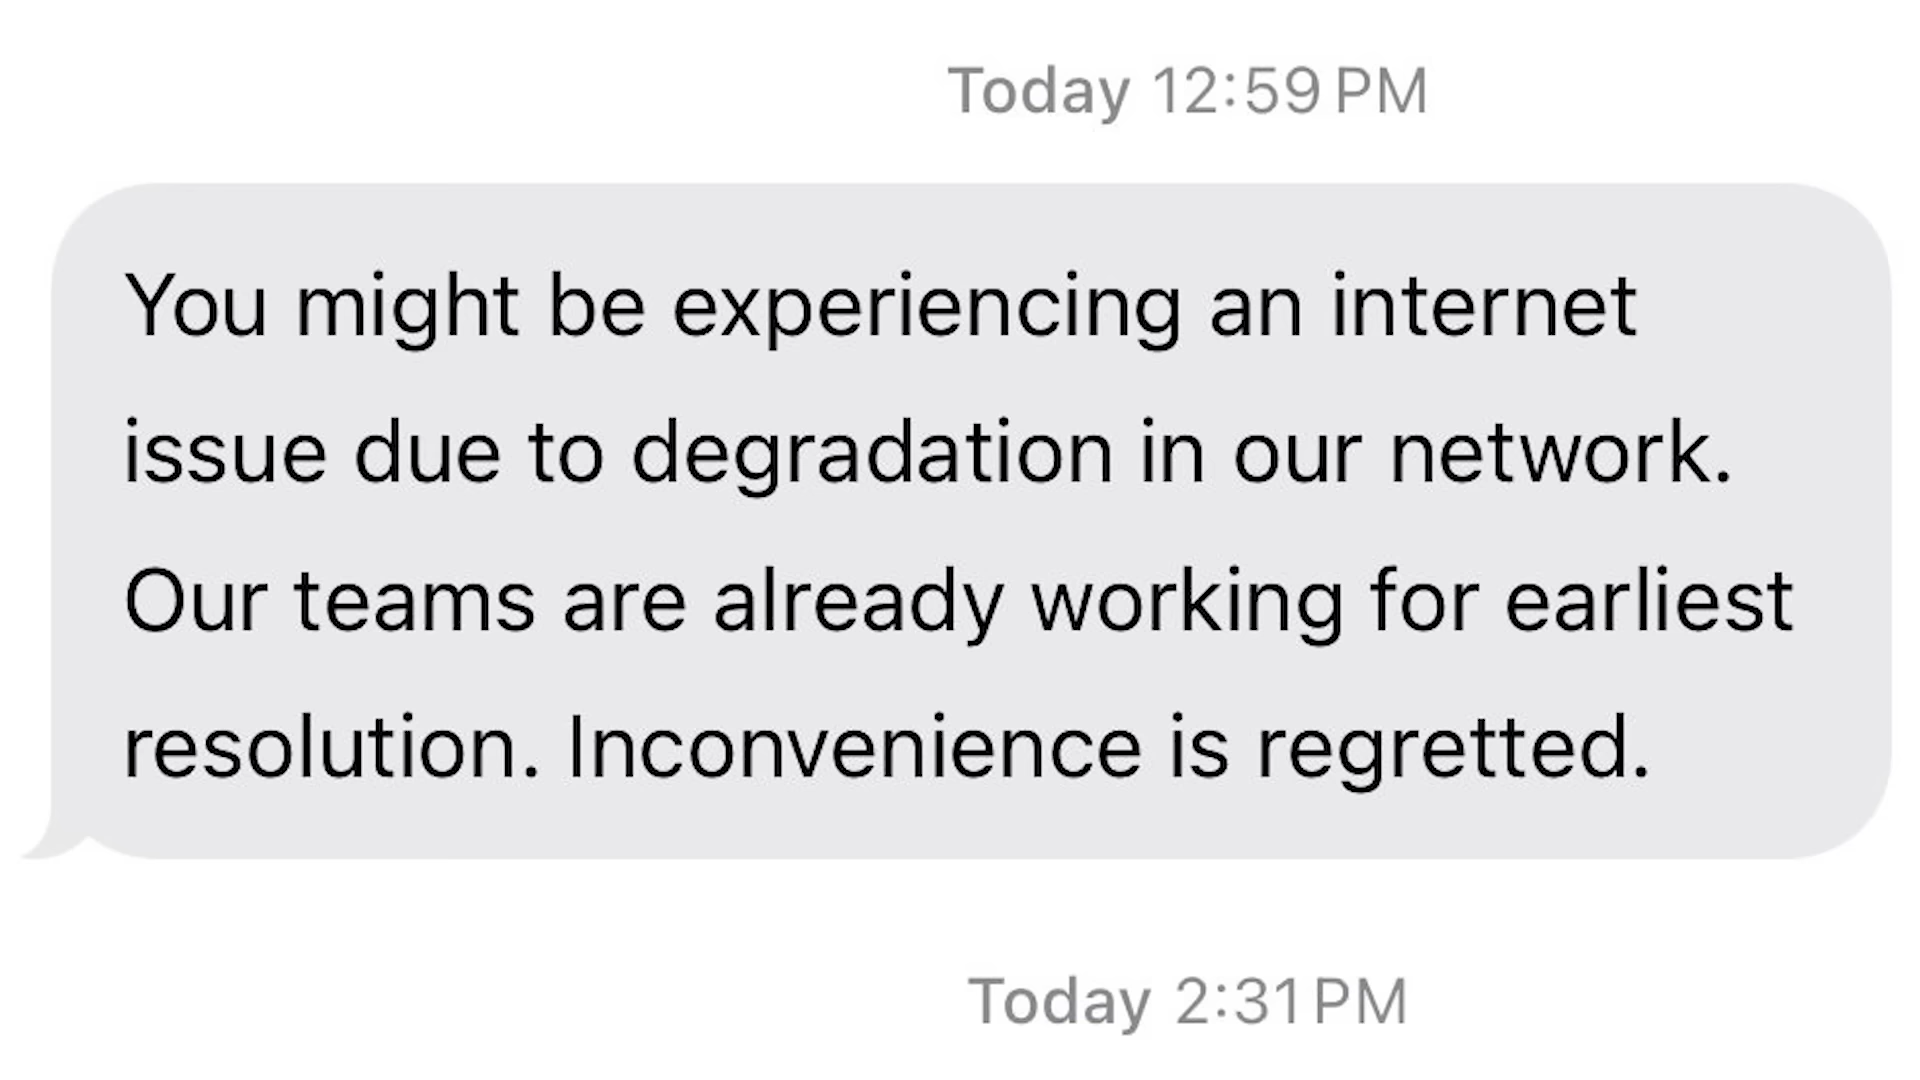 Today 12:59 PM
You might be experiencing an internet
issue due to degradation in our network.
Our teams are already working for earliest
resolution. Inconvenience is regretted.
Today 2:31 PM